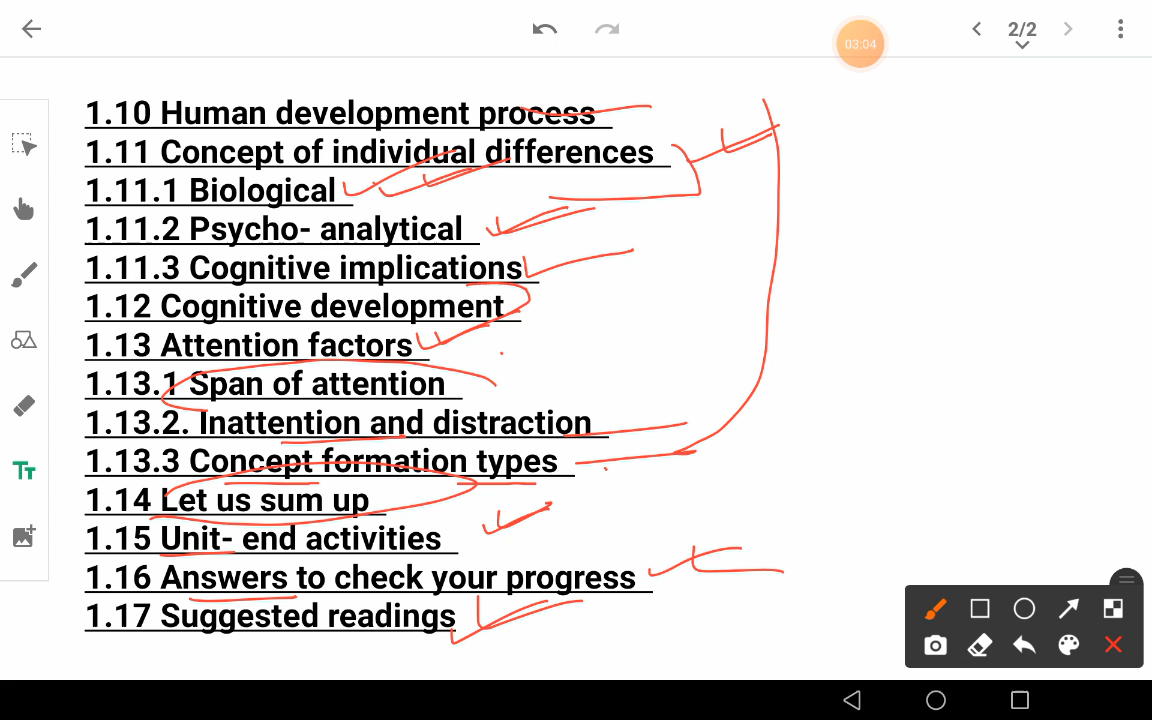 03:04
2/2
1.10 Human development process
1.11 Concept of individual differences
1.11.1 Biological
1.11.2 Psycho- analytical
1.11.3 Cognitive implications
1.12 Cognitive development
1.13 Attention factors
1.13.1 Span of attention
1.13.2. Inattention and distraction
1.13.3 Concept formation types
1.14 Let us sum up
1.15 Unit- end activities
1.16 Answers to check your progress
1.17 Suggested readings
TT